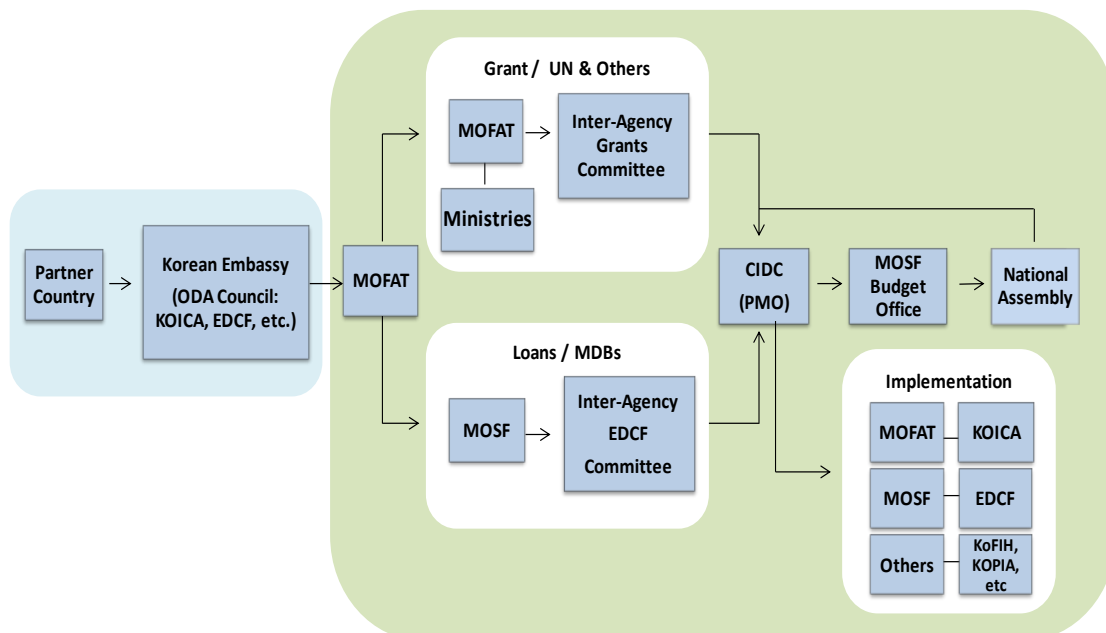 Grant / UN & Others
MOFAT
Inter-Agency
Grants
Committee
Ministries
Partner
Country
Korean Embassy
(ODA Council:
KOICA, EDCF, etc.)
MOFAT
CIDC
(PMO)
MOSF
Budget
Office
National
Assembly
Loans / MDBs
MOSF
Inter-Agency
EDCF
Committee
Implementation
MOFAT
KOICA
MOSF
EDCF
Others
KoFIH,
KOPIA,
etc